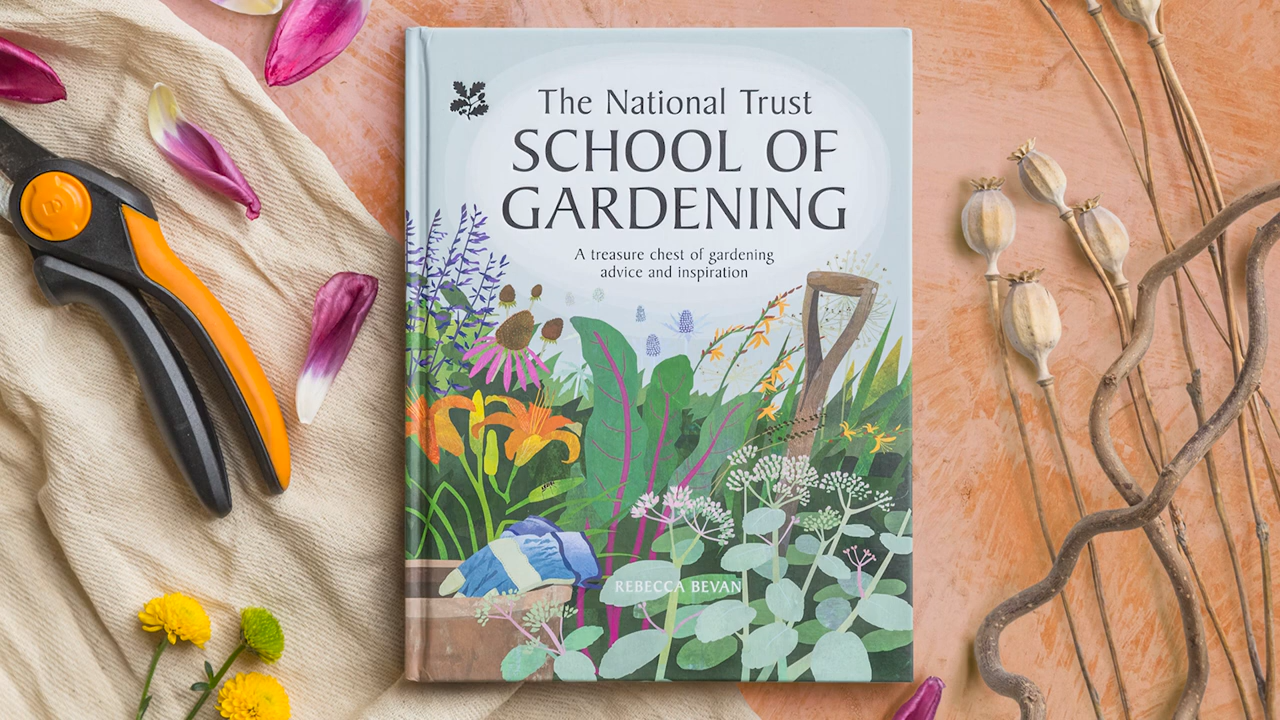 The National Trust
SCHOOL OF
GARDENING
A treasure chest of gardening
advice and inspiration
REBECCA BEVAN